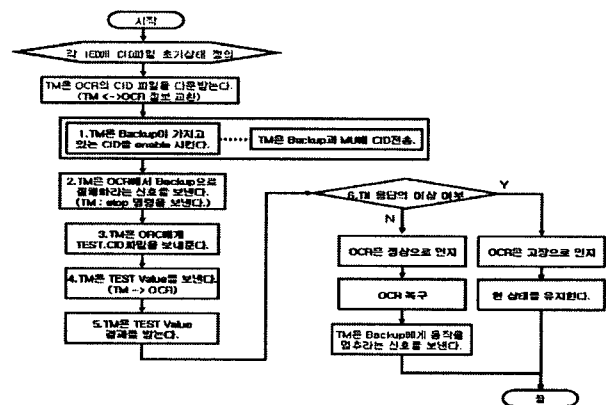 시작
각 IED에 CID파일 초기상태 정의
TM은 OCR의 CID 파일을 다운받는다.
(TM <->OCR 정보 교환)
1.TM은 Backup이 가지고
있는 CID를 enable 시킨다.
TM은 Backup과 MU에 CID전송.
2.TM은 OCR에서 Backup으로
절체하라는 신호를 보낸다.
(TM : stop 명령을 보낸다.)
3.TM은 ORC에게
TEST.CID파일을 보내준다.
4.TM은 TEST Value를 보낸다.
(TM --> OCR)
5.TM은 TEST Value
결과를 받는다.
6.TM 응답의 이상 여부
Y
N
OCR은 정상으로 인지
OCR은 고장으로 인지
OCR 복구
현 상태를 유지한다.
TM은 Backup에게 동작을
멈추라는 신호를 보낸다.
끝